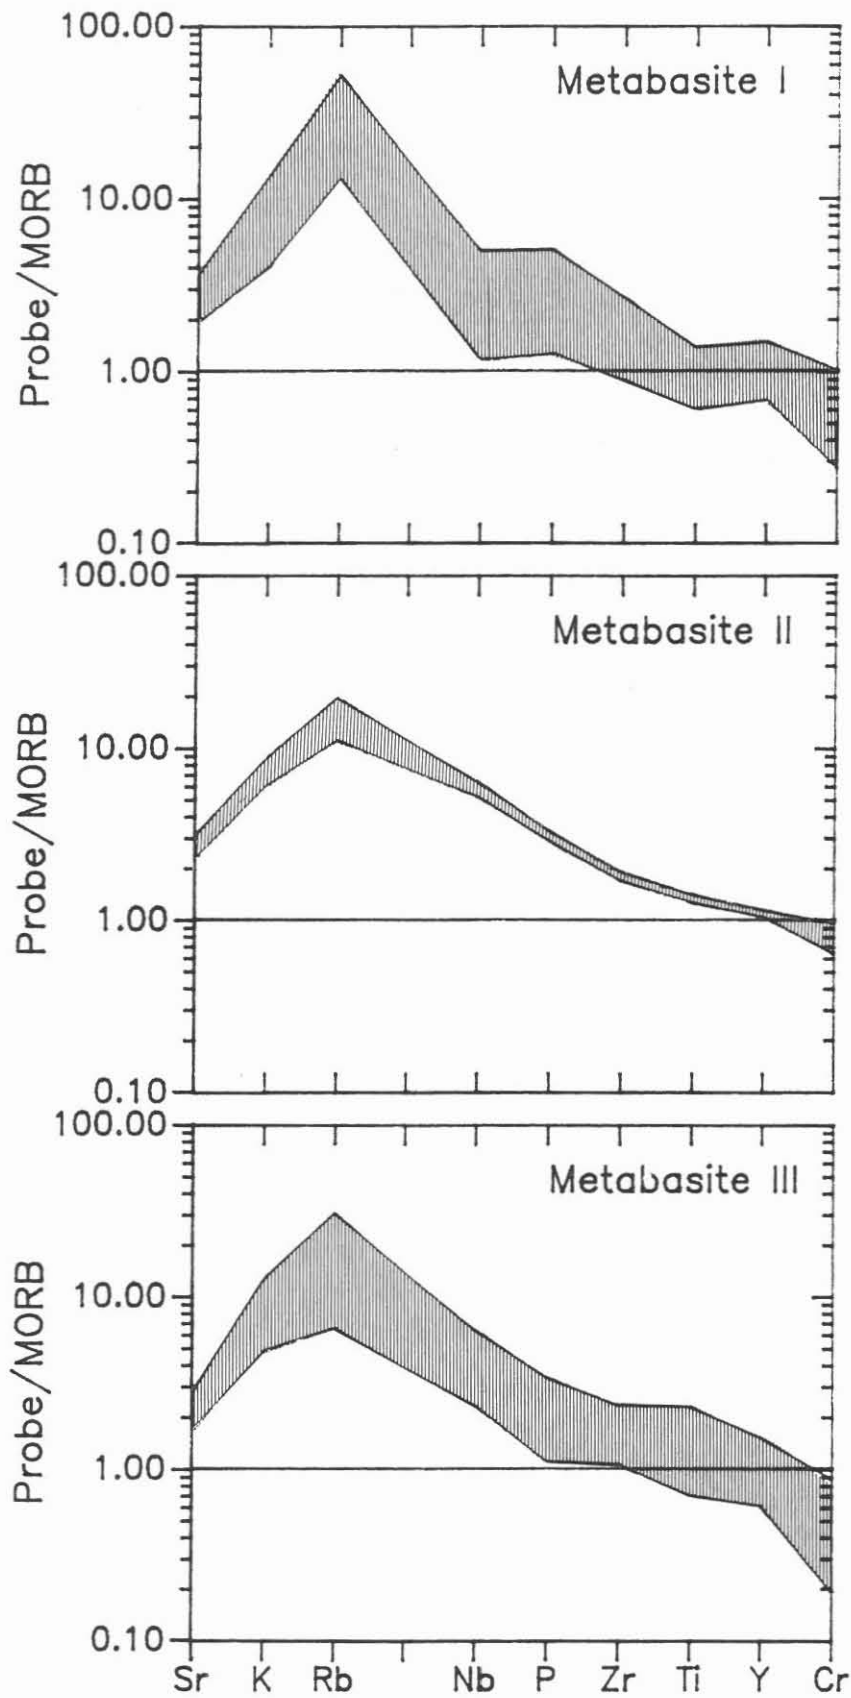 100.00
Metabasite I
10.00
Probe/MORB
1.00
0.10
100.00
Metabasite II
10.00
Probe/MORB
1.00
0.10
100.00
Metabasite III
10.00
Probe/MORB
1.00
0.10
Sr K Rb Nb P Zr Ti Y Cr